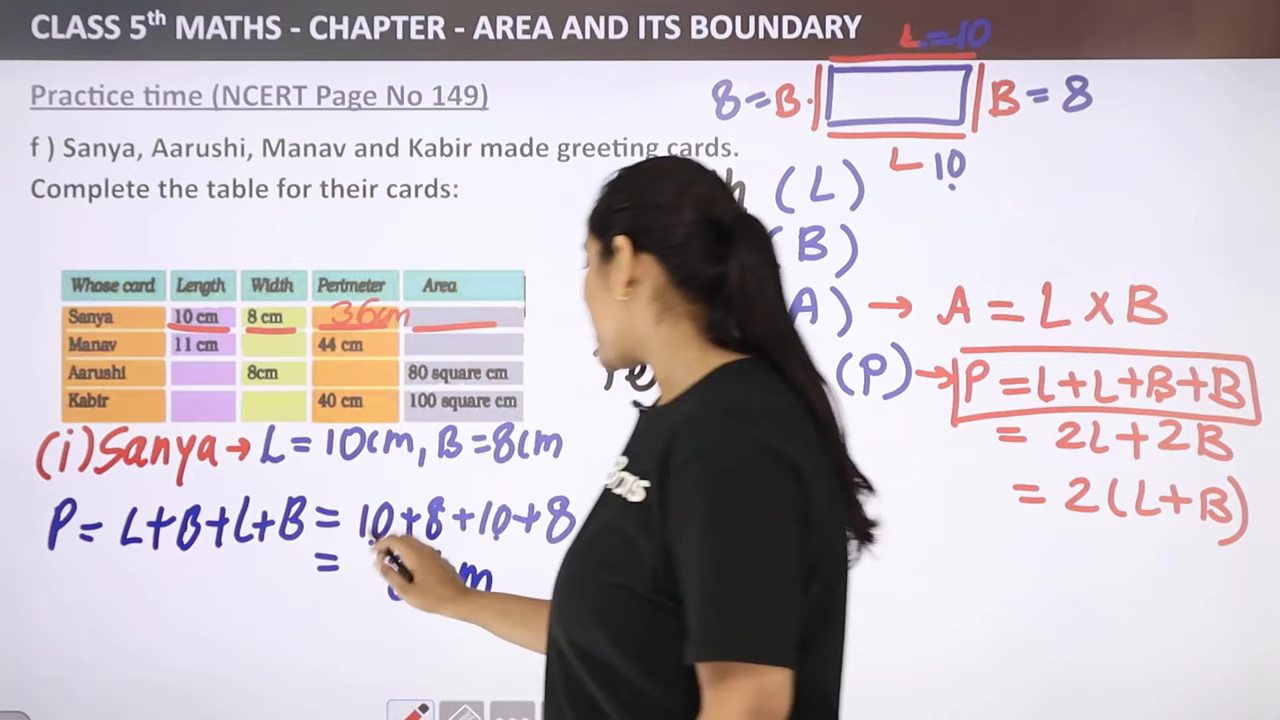 CLASS 5th MATHS - CHAPTER - AREA AND ITS BOUNDARY
Practice time (NCERT Page No 149)
f ) Sanya, Aarushi, Manav and Kabir made greeting cards.
Complete the table for their cards:
L=10
8=B
B=8
L 10
(L)
(B)
A) → A = L × B
(P) → P = L+L+B+B
= 2L+2B
= 2(L+B)
Whose card Length Width Perimeter Area
Sanya 10 cm 8 cm 36cm
Manav 11 cm 44 cm
Aarushi 8cm 80 square cm
Kabir 40 cm 100 square cm
(i) Sanya → L = 10cm, B = 8cm
P = L+B+L+B = 10+8+10+8
=